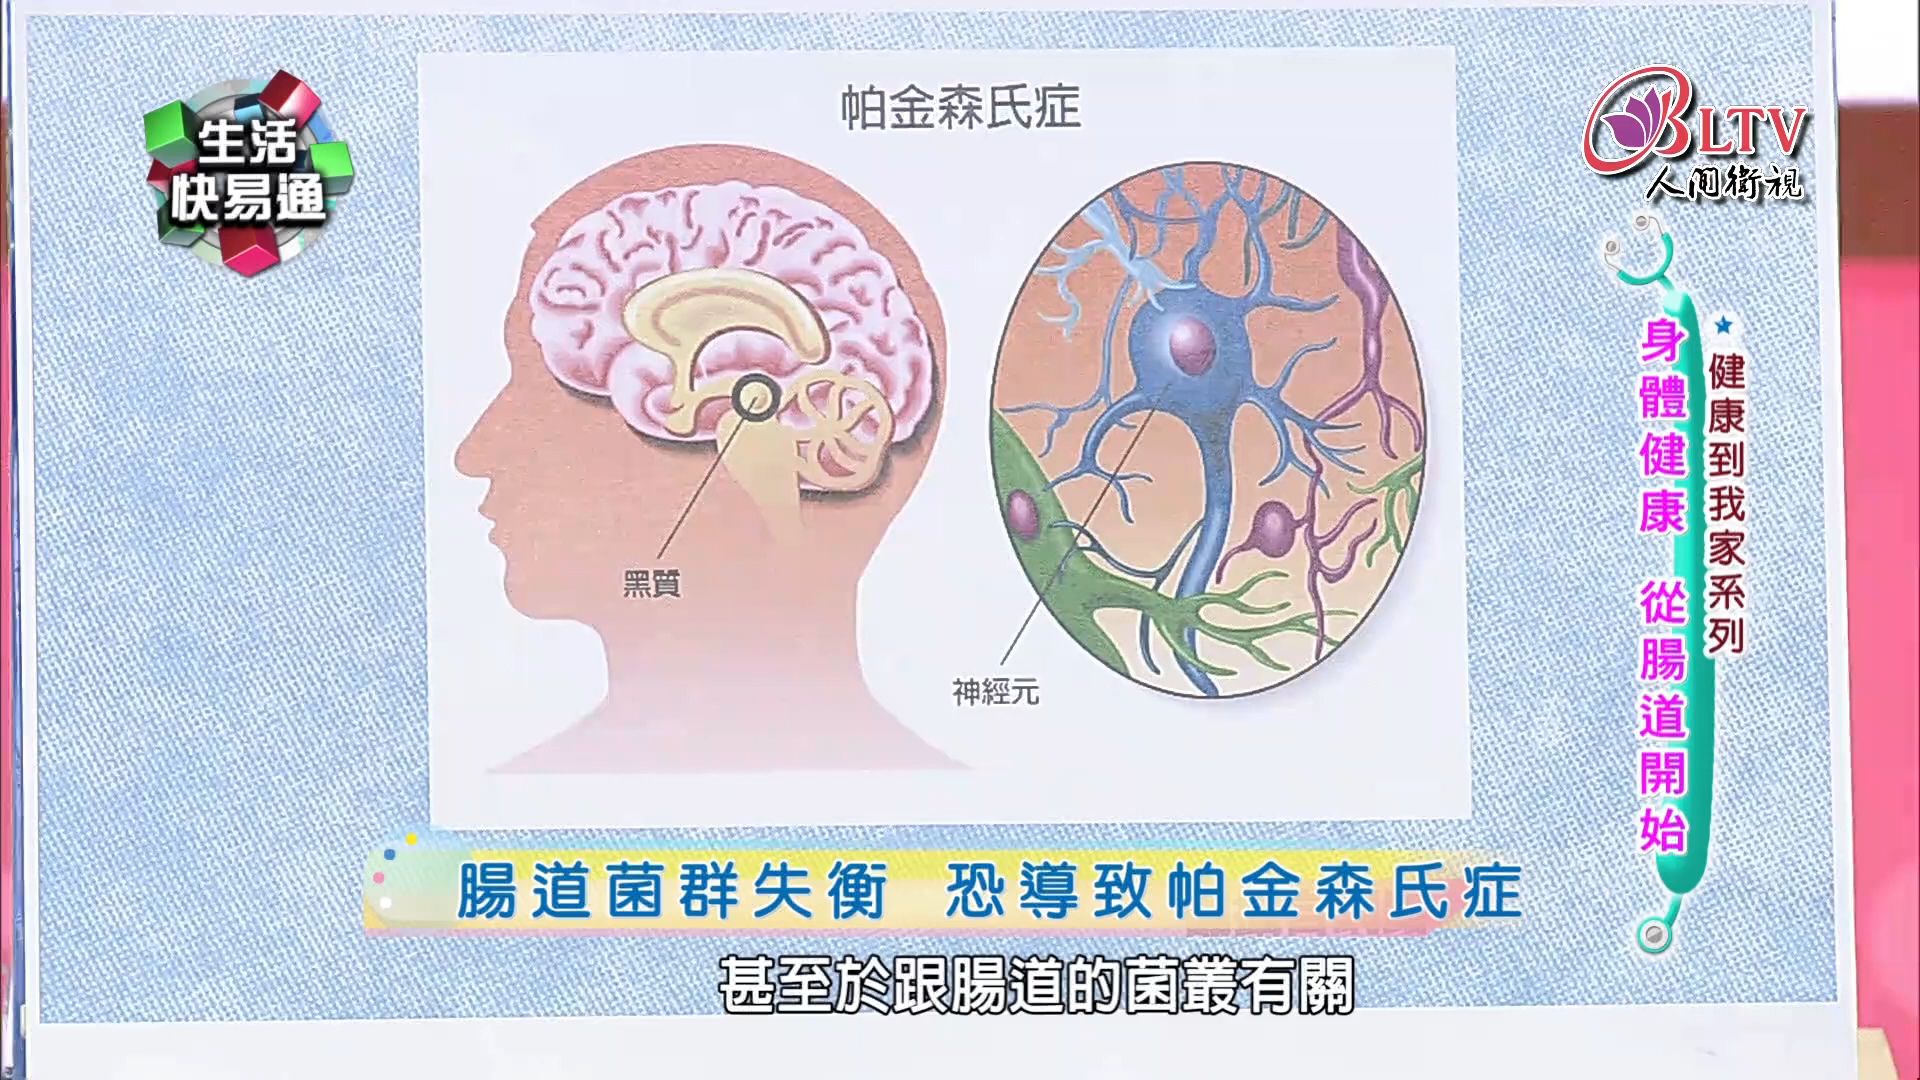 生活
快易通
BLTV
人間衛視
帕金森氏症
黑質
神經元
健康到我家系列
身體健康 從腸道開始
腸道菌群失衡 恐導致帕金森氏症
甚至於跟腸道的菌叢有關